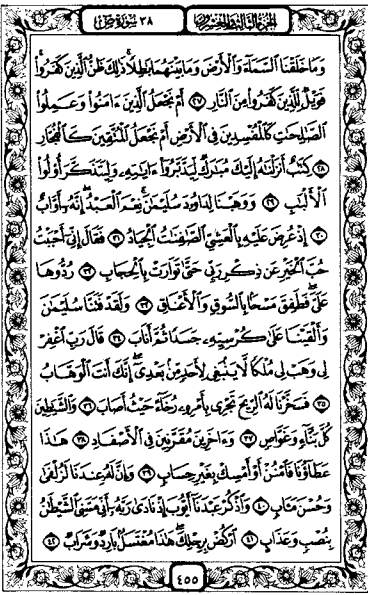 الجزء الثالث والعشرون
٣٨ سورة ص
وَمَا خَلَقْنَا ٱلسَّمَآءَ وَٱلْأَرْضَ وَمَا بَيْنَهُمَا بَٰطِلًا ۚ ذَٰلِكَ ظَنُّ ٱلَّذِينَ كَفَرُوا۟ ۚ
فَوَيْلٌ لِّلَّذِينَ كَفَرُوا۟ مِنَ ٱلنَّارِ ٢٧ أَمْ نَجْعَلُ ٱلَّذِينَ ءَامَنُوا۟ وَعَمِلُوا۟
ٱلصَّٰلِحَٰتِ كَٱلْمُفْسِدِينَ فِى ٱلْأَرْضِ أَمْ نَجْعَلُ ٱلْمُتَّقِينَ كَٱلْفُجَّارِ
٢٨ كِتَٰبٌ أَنزَلْنَٰهُ إِلَيْكَ مُبَٰرَكٌ لِّيَدَّبَّرُوٓا۟ ءَايَٰتِهِۦ وَلِيَتَذَكَّرَ أُو۟لُوا۟
ٱلْأَلْبَٰبِ ٢٩ وَوَهَبْنَا لِدَاوُۥدَ سُلَيْمَٰنَ ۚ نِعْمَ ٱلْعَبْدُ ۖ إِنَّهُۥٓ أَوَّابٌ
٣٠ إِذْ عُرِضَ عَلَيْهِ بِٱلْعَشِىِّ ٱلصَّٰفِنَٰتُ ٱلْجِيَادُ ٣١ فَقَالَ إِنِّىٓ أَحْبَبْتُ
حُبَّ ٱلْخَيْرِ عَن ذِكْرِ رَبِّى حَتَّىٰ تَوَارَتْ بِٱلْحِجَابِ ٣٢ رُدُّوهَا
عَلَىَّ ۖ فَطَفِقَ مَسْحًۢا بِٱلسُّوقِ وَٱلْأَعْنَاقِ ٣٣ وَلَقَدْ فَتَنَّا سُلَيْمَٰنَ
وَأَلْقَيْنَا عَلَىٰ كُرْسِيِّهِۦ جَسَدًا ثُمَّ أَنَابَ ٣٤ قَالَ رَبِّ ٱغْفِرْ
لِى وَهَبْ لِى مُلْكًا لَّا يَنۢبَغِى لِأَحَدٍ مِّنۢ بَعْدِىٓ ۖ إِنَّكَ أَنتَ ٱلْوَهَّابُ
٣٥ فَسَخَّرْنَا لَهُ ٱلرِّيحَ تَجْرِى بِأَمْرِهِۦ رُخَآءً حَيْثُ أَصَابَ ٣٦ وَٱلشَّيَٰطِينَ
كُلَّ بَنَّآءٍ وَغَوَّاصٍ ٣٧ وَءَاخَرِينَ مُقَرَّنِينَ فِى ٱلْأَصْفَادِ ٣٨ هَٰذَا
عَطَآؤُنَا فَٱمْنُنْ أَوْ أَمْسِكْ بِغَيْرِ حِسَابٍ ٣٩ وَإِنَّ لَهُۥ عِندَنَا لَزُلْفَىٰ
وَحُسْنَ مَـَٔابٍ ٤٠ وَٱذْكُرْ عَبْدَنَآ أَيُّوبَ إِذْ نَادَىٰ رَبَّهُۥٓ أَنِّى مَسَّنِىَ ٱلشَّيْطَٰنُ
بِنُصْبٍ وَعَذَابٍ ٤١ ٱرْكُضْ بِرِجْلِكَ ۖ هَٰذَا مُغْتَسَلٌۢ بَارِدٌ وَشَرَابٌ ٤٢
٤٥٥